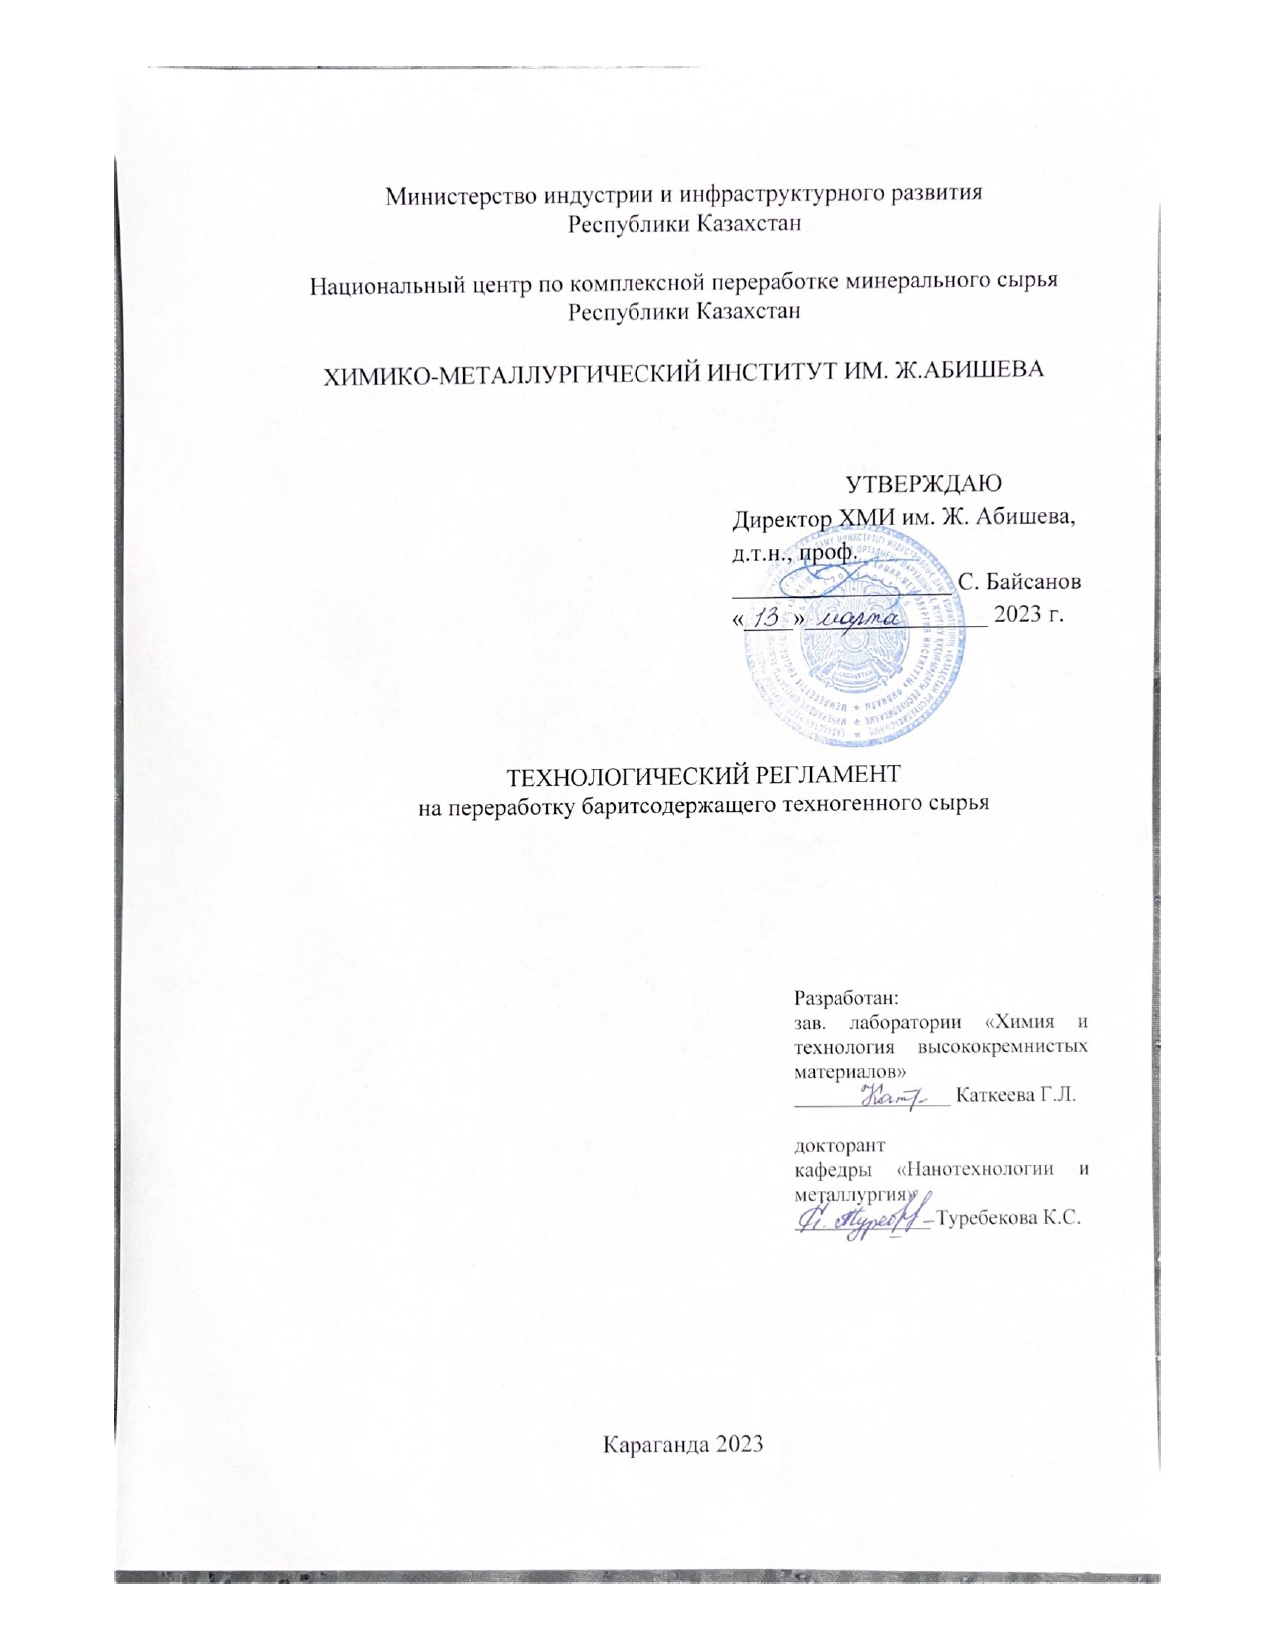 Министерство индустрии и инфраструктурного развития
Республики Казахстан
Национальный центр по комплексной переработке минерального сырья
Республики Казахстан
ХИМИКО-МЕТАЛЛУРГИЧЕСКИЙ ИНСТИТУТ ИМ. Ж.АБИШЕВА
УТВЕРЖДАЮ
Директор ХМИ им. Ж. Абишева,
д.т.н., проф.
С. Байсанов
«13» марта 2023 г.
ТЕХНОЛОГИЧЕСКИЙ РЕГЛАМЕНТ
на переработку баритсодержащего техногенного сырья
Разработан:
зав. лаборатории «Химия и
технология высококремнистых
материалов»
Каткеева Г.Л.
докторант
кафедры «Нанотехнологии и
металлургия»
Туребекова К.С.
Караганда 2023